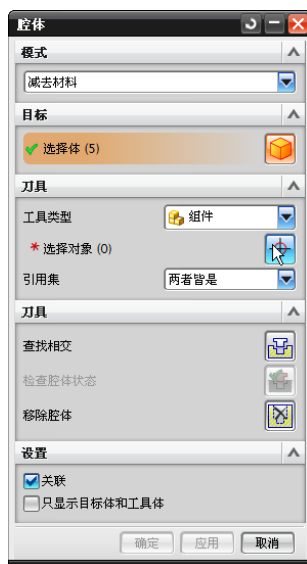 腔体
模式
减去材料
目标
选择体 (5)
刀具
工具类型 组件
* 选择对象 (0)
引用集 两者皆是
刀具
查找相交
检查腔体状态
移除腔体
设置
关联
只显示目标体和工具体
确定 应用 取消